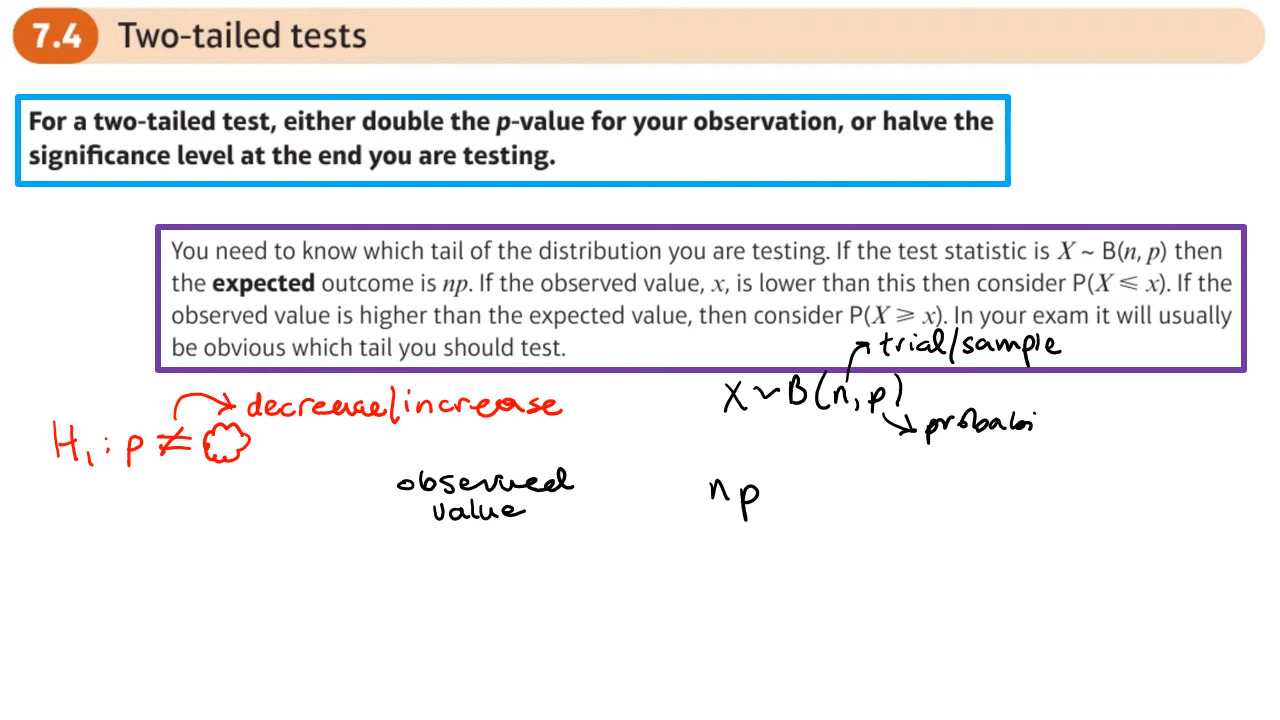 7.4 Two-tailed tests
For a two-tailed test, either double the p-value for your observation, or halve the
significance level at the end you are testing.
You need to know which tail of the distribution you are testing. If the test statistic is X ~ B(n, p) then
the expected outcome is np. If the observed value, x, is lower than this then consider P(X ⩽ x). If the
observed value is higher than the expected value, then consider P(X ⩾ x). In your exam it will usually
be obvious which tail you should test.
trial/sample
X ~ B(n, p)
decrease/increase
probabi
H₁ : p ≠
observed
value
np